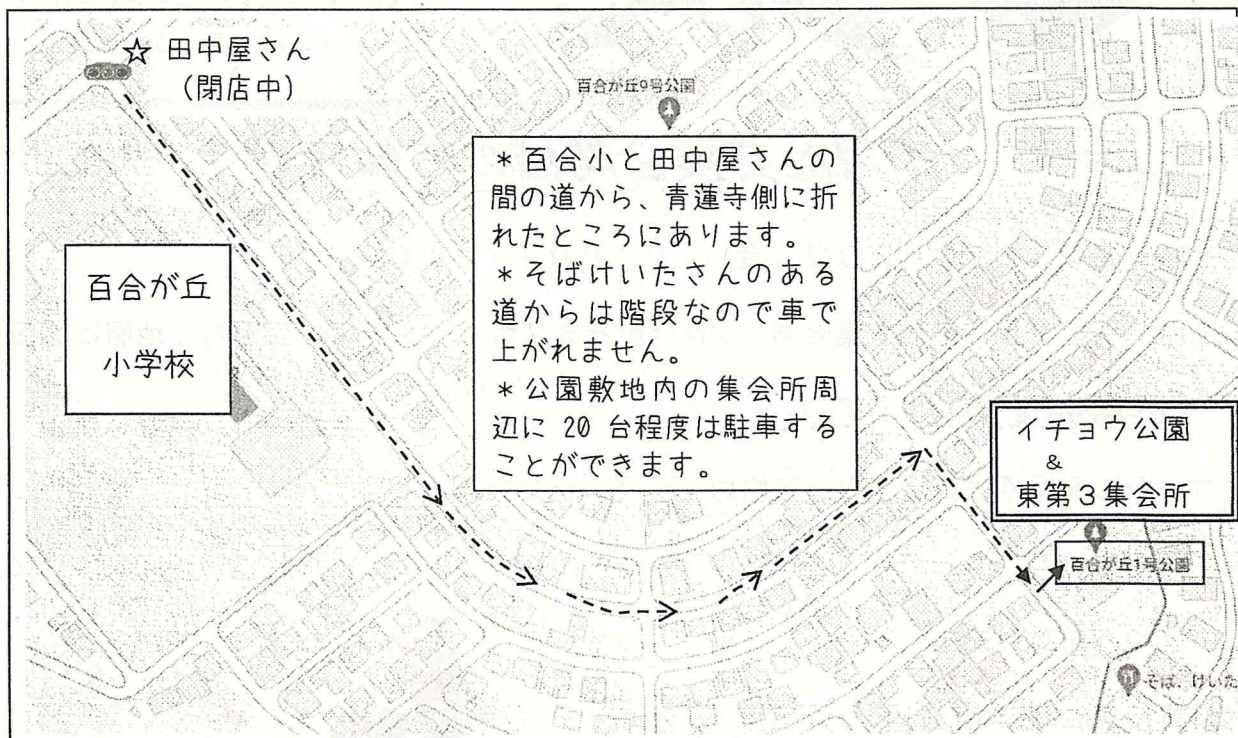 ☆ 田中屋さん
(閉店中)
百合が丘9号公園
*百合小と田中屋さんの
間の道から、青蓮寺側に折
れたところにあります。
*そばけいたさんのある
道からは階段なので車で
上がれません。
*公園敷地内の集会所周
辺に 20 台程度は駐車する
ことができます。
百合が丘
小学校
イチョウ公園
&
東第3集会所
百合が丘1号公園
そば、けいた